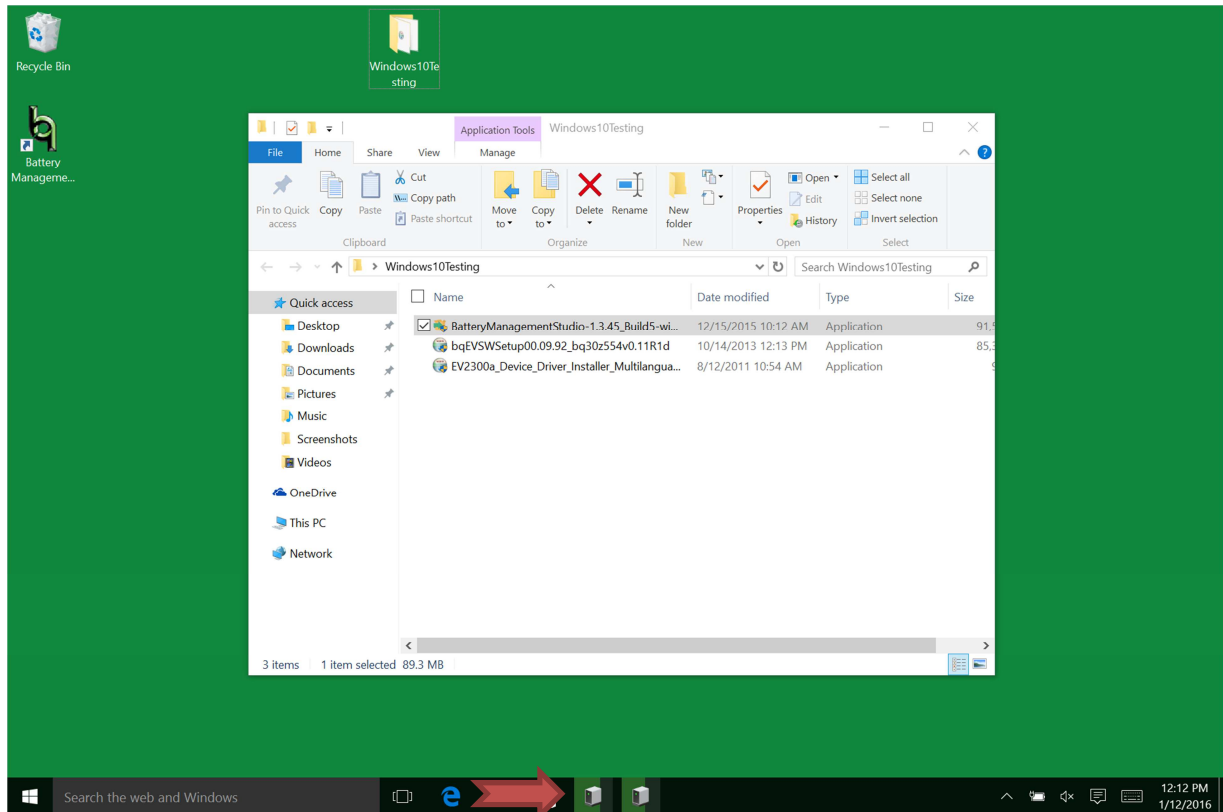 Recycle Bin
Windows10Te
sting
Battery
Manageme...
Application Tools
Windows10Testing
File
Home
Share
View
Manage
Pin to Quick
access
Copy
Paste
Cut
Copy path
Paste shortcut
Clipboard
Move
to
Copy
to
Delete
Rename
Organize
New
folder
New
Properties
Open
Edit
History
Open
Select all
Select none
Invert selection
Select
Windows10Testing
Search Windows10Testing
Name Date modified Type Size
Quick access
Desktop
Downloads
Documents
Pictures
Music
Screenshots
Videos
OneDrive
This PC
Network
BatteryManagementStudio-1.3.45_Build5-wi... 12/15/2015 10:12 AM Application 91,5
bqEVSWSetup00.09.92_bq30z554v0.11R1d 10/14/2013 12:13 PM Application 85,3
EV2300a_Device_Driver_Installer_Multilangua... 8/12/2011 10:54 AM Application
3 items 1 item selected 89.3 MB
Search the web and Windows
12:12 PM
1/12/2016